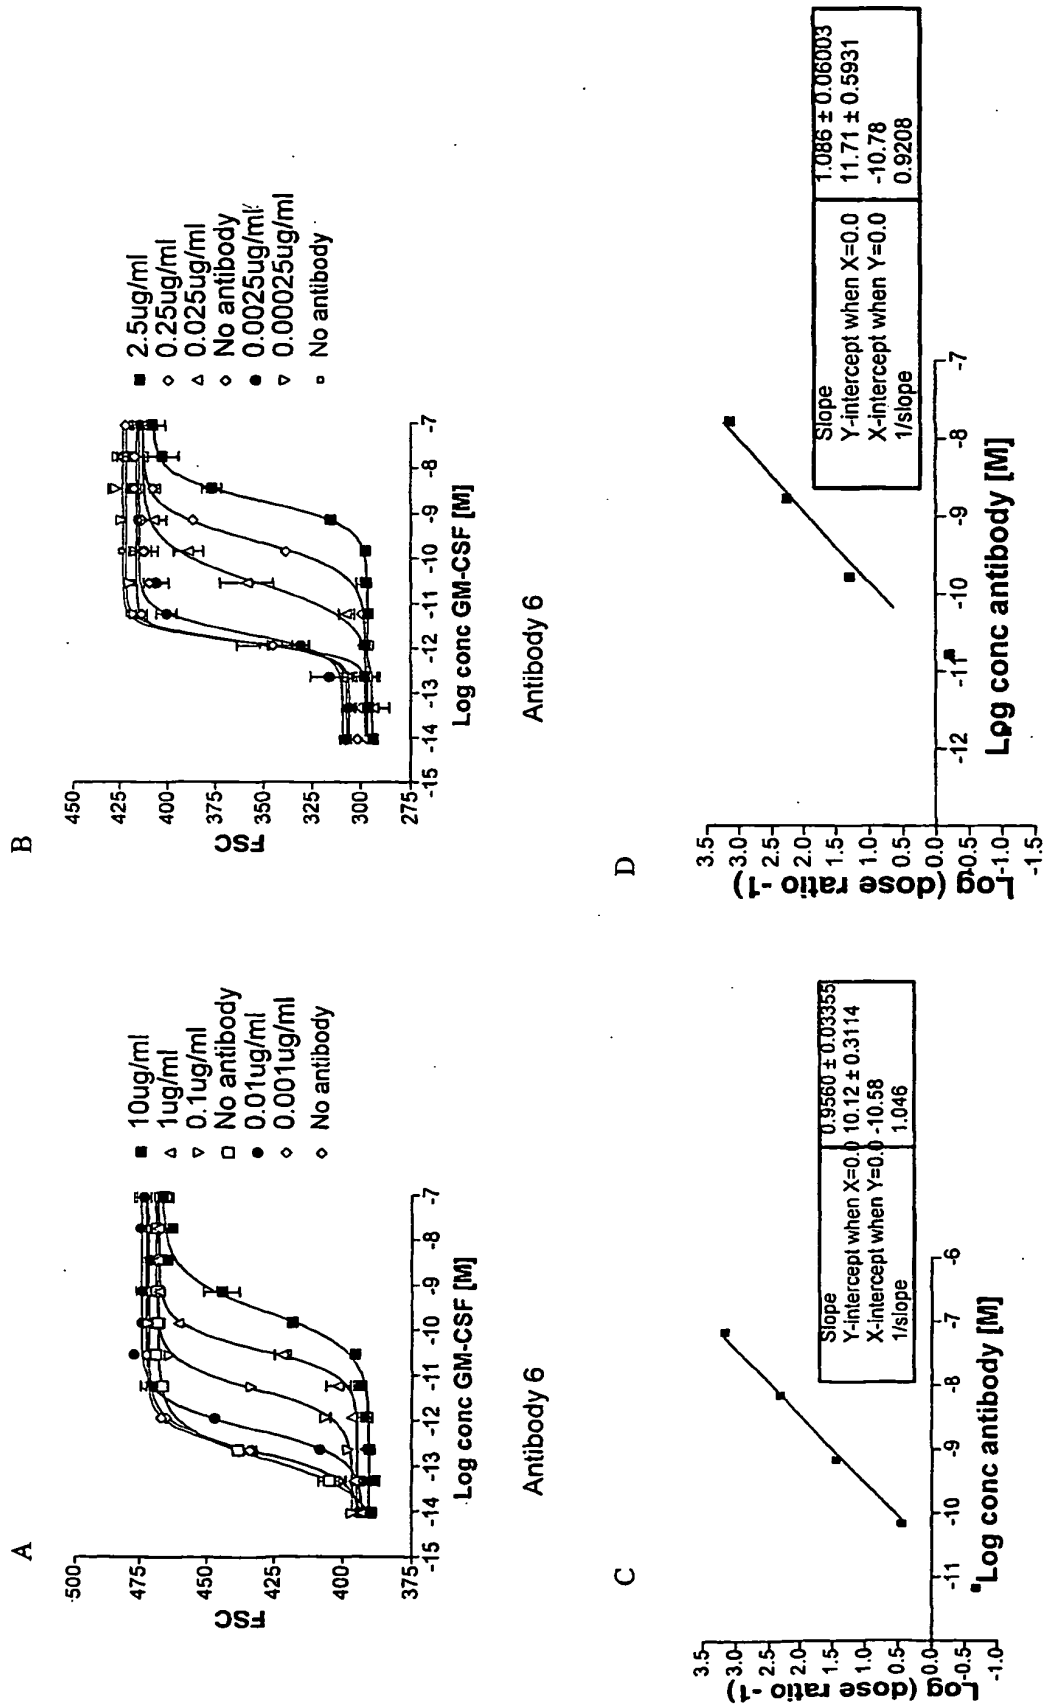 A
500
475
450
425
400
375
FSC
-15 -14 -13 -12 -11 -10 -9 -8 -7
Log conc GM-CSF [M]
10ug/ml
1ug/ml
0.1ug/ml
No antibody
0.01ug/ml
0.001ug/ml
No antibody
Antibody 6
B
450
425
400
375
350
325
300
275
FSC
-15 -14 -13 -12 -11 -10 -9 -8 -7
Log conc GM-CSF [M]
2.5ug/ml
0.25ug/ml
0.025ug/ml
No antibody
0.0025ug/ml
0.00025ug/ml
No antibody
Antibody 6
C
3.5
3.0
2.5
2.0
1.5
1.0
0.5
0.0
-0.5
-1.0
Log (dose ratio -1)
-11 -10 -9 -8 -7 -6
Log conc antibody [M]
Slope 0.9560 ± 0.03355
Y-intercept when X=0.0 10.12 ± 0.3114
X-intercept when Y=0.0 -10.58
1/slope 1.046
D
3.5
3.0
2.5
2.0
1.5
1.0
0.5
0.0
-0.5
-1.0
-1.5
Log (dose ratio -1)
-12 -11 -10 -9 -8 -7
Log conc antibody [M]
Slope 1.086 ± 0.06003
Y-intercept when X=0.0 11.71 ± 0.5931
X-intercept when Y=0.0 -10.78
1/slope 0.9208